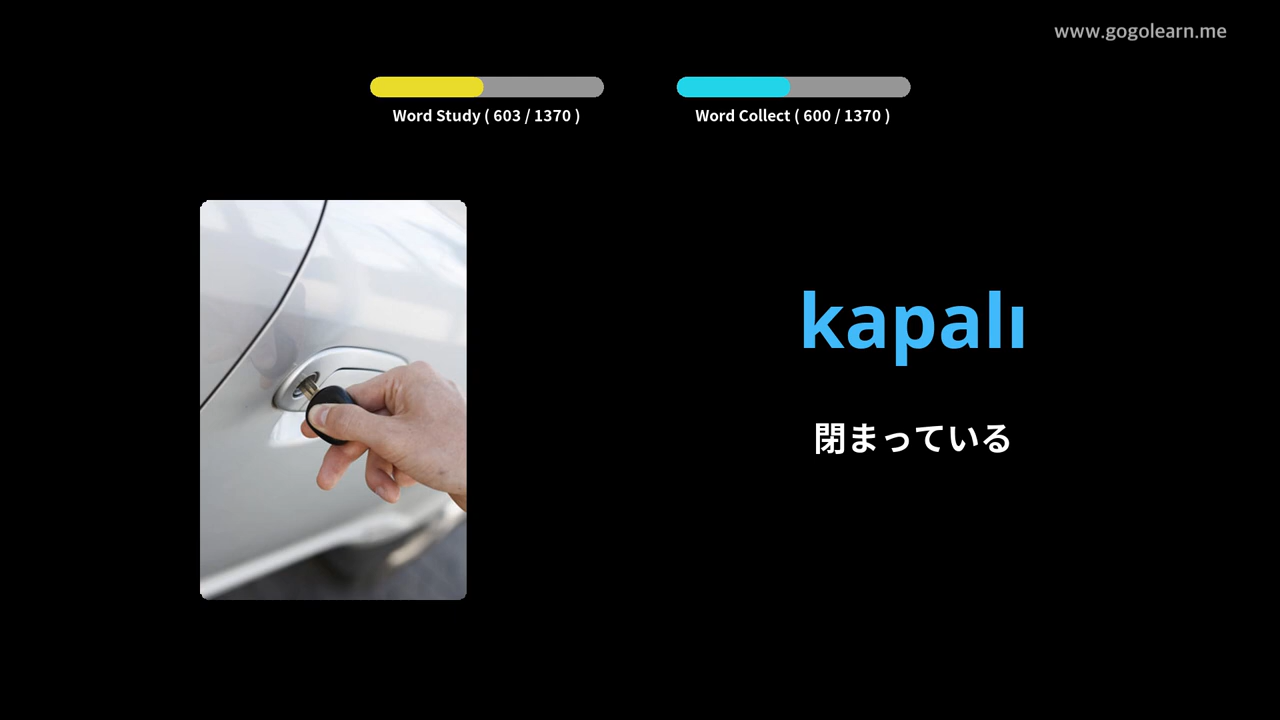 www.gogolearn.me
Word Study ( 603 / 1370 )
Word Collect ( 600 / 1370 )
kapalı
閉まっている